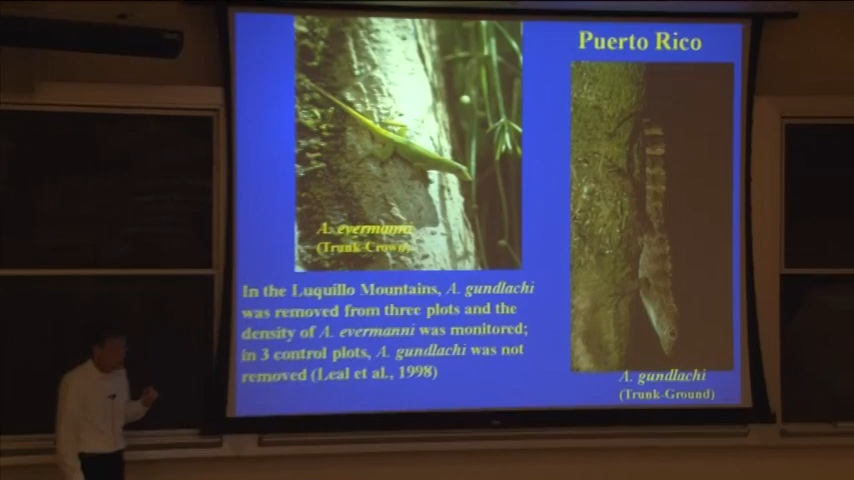 Puerto Rico
A. evermanni
(Trunk-Crown)
In the Luquillo Mountains, A. gundlachi
was removed from three plots and the
density of A. evermanni was monitored;
in 3 control plots, A. gundlachi was not
removed (Leal et al., 1998)
A. gundlachi
(Trunk-Ground)